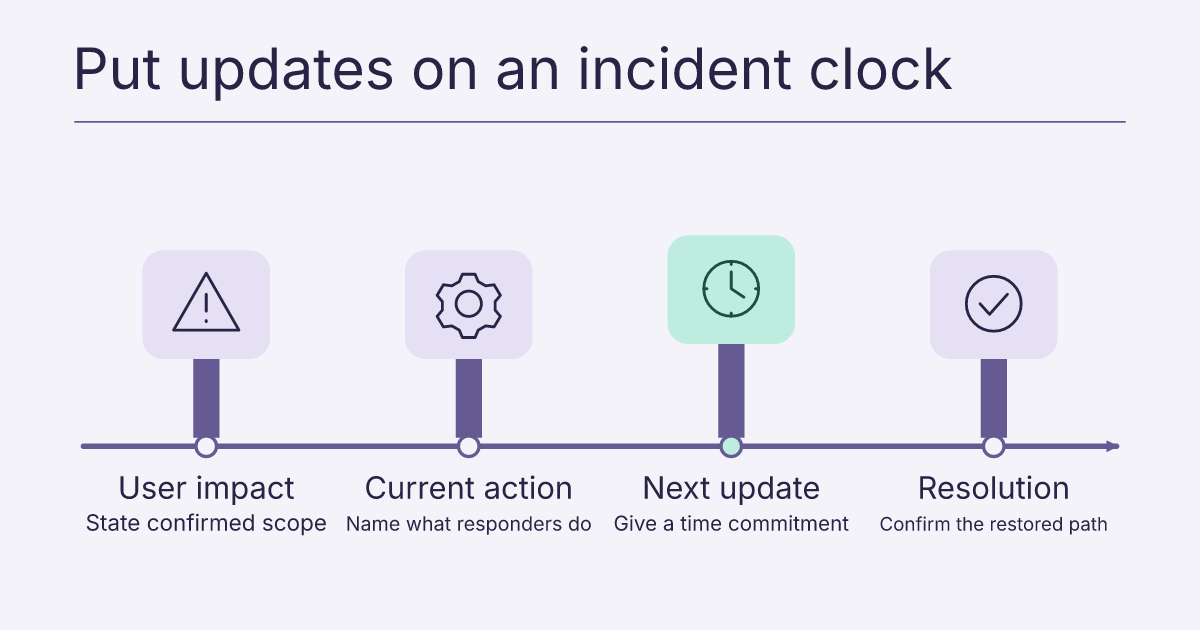 Put updates on an incident clock
User impact
State confirmed scope
Current action
Name what responders do
Next update
Give a time commitment
Resolution
Confirm the restored path